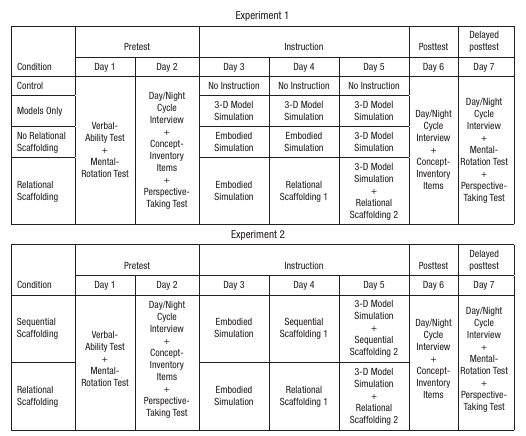 Experiment 1
Pretest
Instruction
Posttest
Delayed
posttest
Condition
Day 1
Day 2
Day 3
Day 4
Day 5
Day 6
Day 7
Control
No Instruction
No Instruction
No Instruction
Models Only
3-D Model
Simulation
3-D Model
Simulation
3-D Model
Simulation
No Relational
Scaffolding
Embodied
Simulation
Embodied
Simulation
3-D Model
Simulation
Relational
Scaffolding
Embodied
Simulation
Relational
Scaffolding 1
3-D Model
Simulation
+
Relational
Scaffolding 2
Verbal-
Ability Test
+
Mental-
Rotation Test
Day/Night
Cycle
Interview
+
Concept-
Inventory
Items
+
Perspective-
Taking Test
Day/Night
Cycle
Interview
+
Concept-
Inventory
Items
Day/Night
Cycle
Interview
+
Mental-
Rotation Test
+
Perspective-
Taking Test
Experiment 2
Pretest
Instruction
Posttest
Delayed
posttest
Condition
Day 1
Day 2
Day 3
Day 4
Day 5
Day 6
Day 7
Sequential
Scaffolding
Embodied
Simulation
Sequential
Scaffolding 1
3-D Model
Simulation
+
Sequential
Scaffolding 2
Relational
Scaffolding
Embodied
Simulation
Relational
Scaffolding 1
3-D Model
Simulation
+
Relational
Scaffolding 2
Verbal-
Ability Test
+
Mental-
Rotation Test
Day/Night
Cycle
Interview
+
Concept-
Inventory
Items
+
Perspective-
Taking Test
Day/Night
Cycle
Interview
+
Concept-
Inventory
Items
Day/Night
Cycle
Interview
+
Mental-
Rotation Test
+
Perspective-
Taking Test